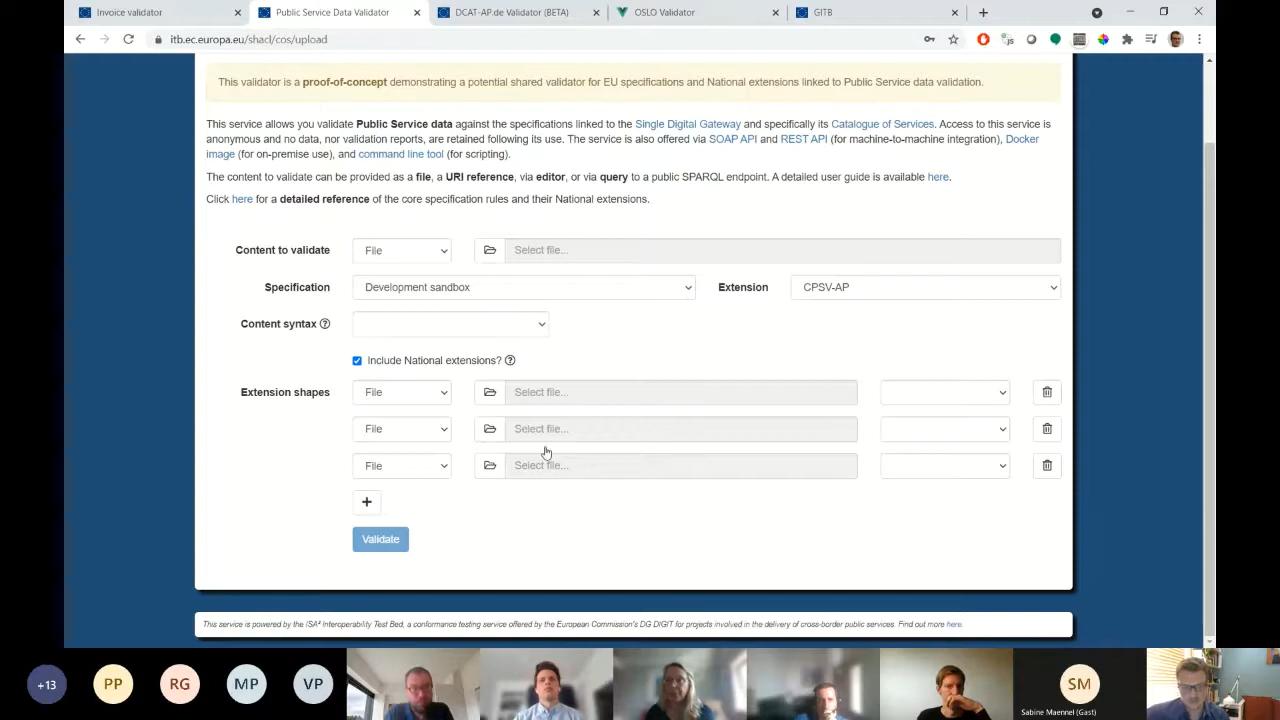 Invoice validator
Public Service Data Validator
DCAT-AP.de Validator (BETA)
OSLO Validator
GITB
itb.ec.europa.eu/shacl/cos/upload
This validator is a proof-of-concept demonstrating a potential shared validator for EU specifications and National extensions linked to Public Service data validation.
This service allows you validate Public Service data against the specifications linked to the Single Digital Gateway and specifically its Catalogue of Services. Access to this service is
anonymous and no data, nor validation reports, are retained following its use. The service is also offered via SOAP API and REST API (for machine-to-machine integration), Docker
image (for on-premise use), and command line tool (for scripting).
The content to validate can be provided as a file, a URI reference, via editor, or via query to a public SPARQL endpoint. A detailed user guide is available here.
Click here for a detailed reference of the core specification rules and their National extensions.
Content to validate File Select file...
Specification Development sandbox Extension CPSV-AP
Content syntax
Include National extensions?
Extension shapes File Select file...
File Select file...
File Select file...
Validate
This service is powered by the ISA² Interoperability Test Bed, a conformance testing service offered by the European Commission's DG DIGIT for projects involved in the delivery of cross-border public services. Find out more here.
+13
PP
RG
MP
VP
SM
Sabine Maennel (Gast)